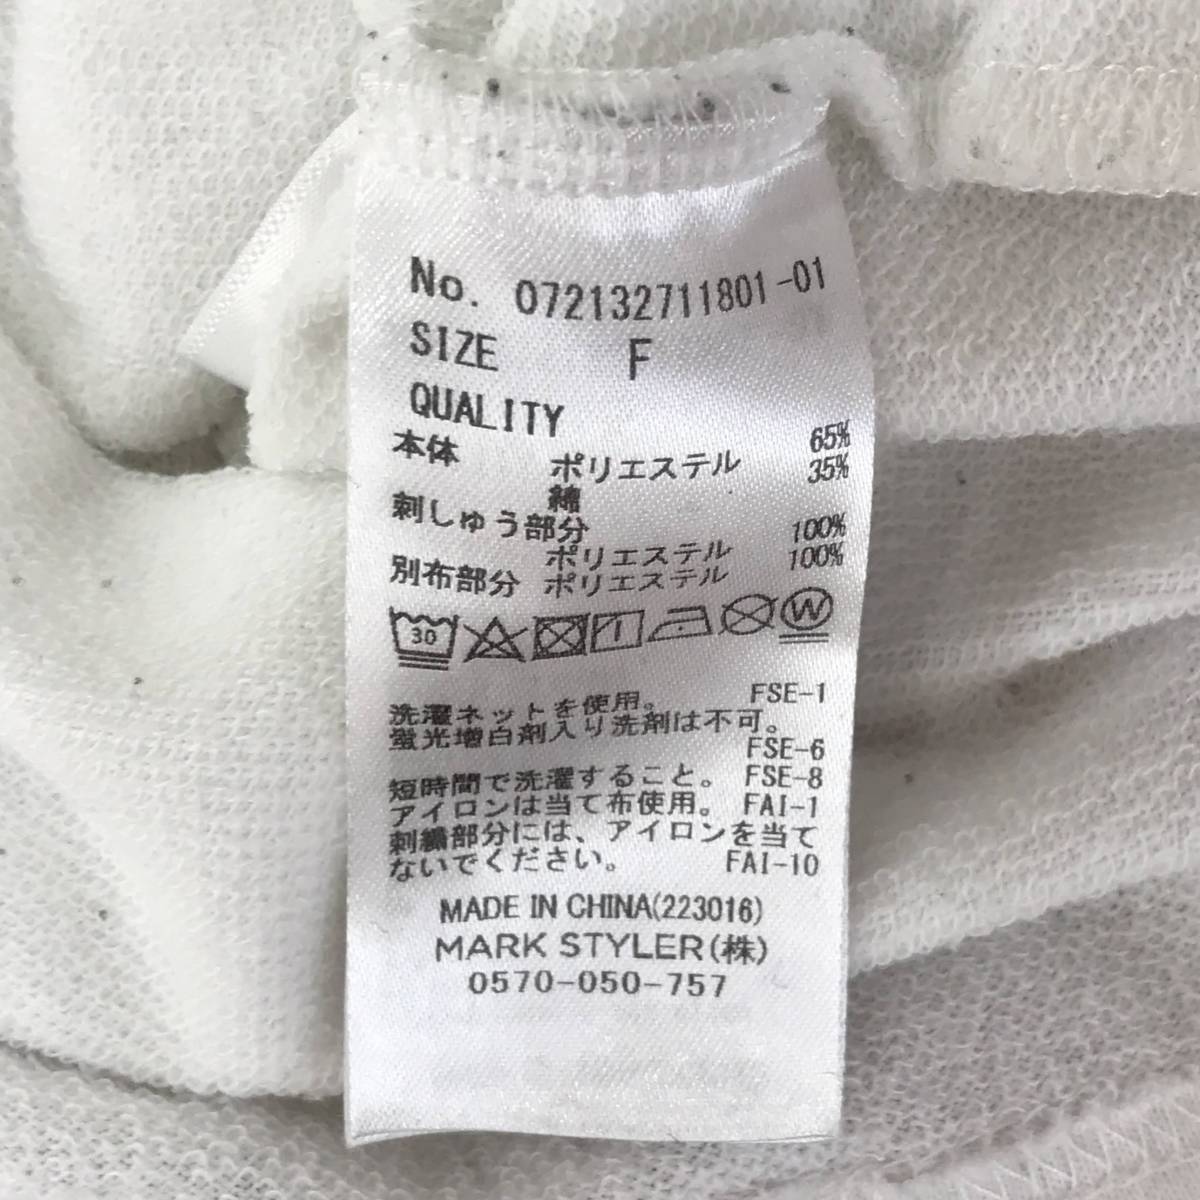 No. 072132711801-01
SIZE F
QUALITY
本体 ポリエステル 65%
綿 35%
刺しゅう部分
ポリエステル 100%
別布部分 ポリエステル 100%
30 W
洗濯ネットを使用。 FSE-1
蛍光増白剤入り洗剤は不可。
FSE-6
短時間で洗濯すること。 FSE-8
アイロンは当て布使用。 FAI-1
刺繍部分には、アイロンを当て
ないでください。 FAI-10
MADE IN CHINA(223016)
MARK STYLER(株)
0570-050-757